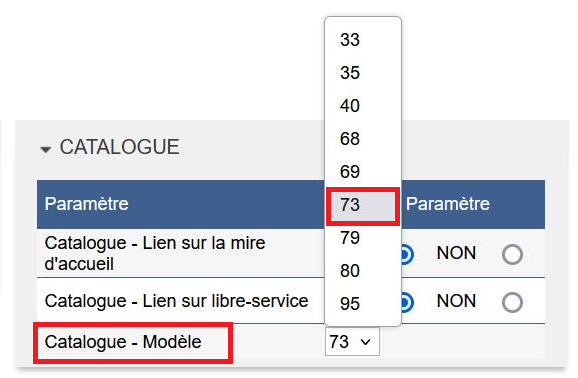 33
35
40
68
69
73
79
80
95
CATALOGUE
Paramètre Paramètre
Catalogue - Lien sur la mire
d'accueil NON
Catalogue - Lien sur libre-service NON
Catalogue - Modèle 73